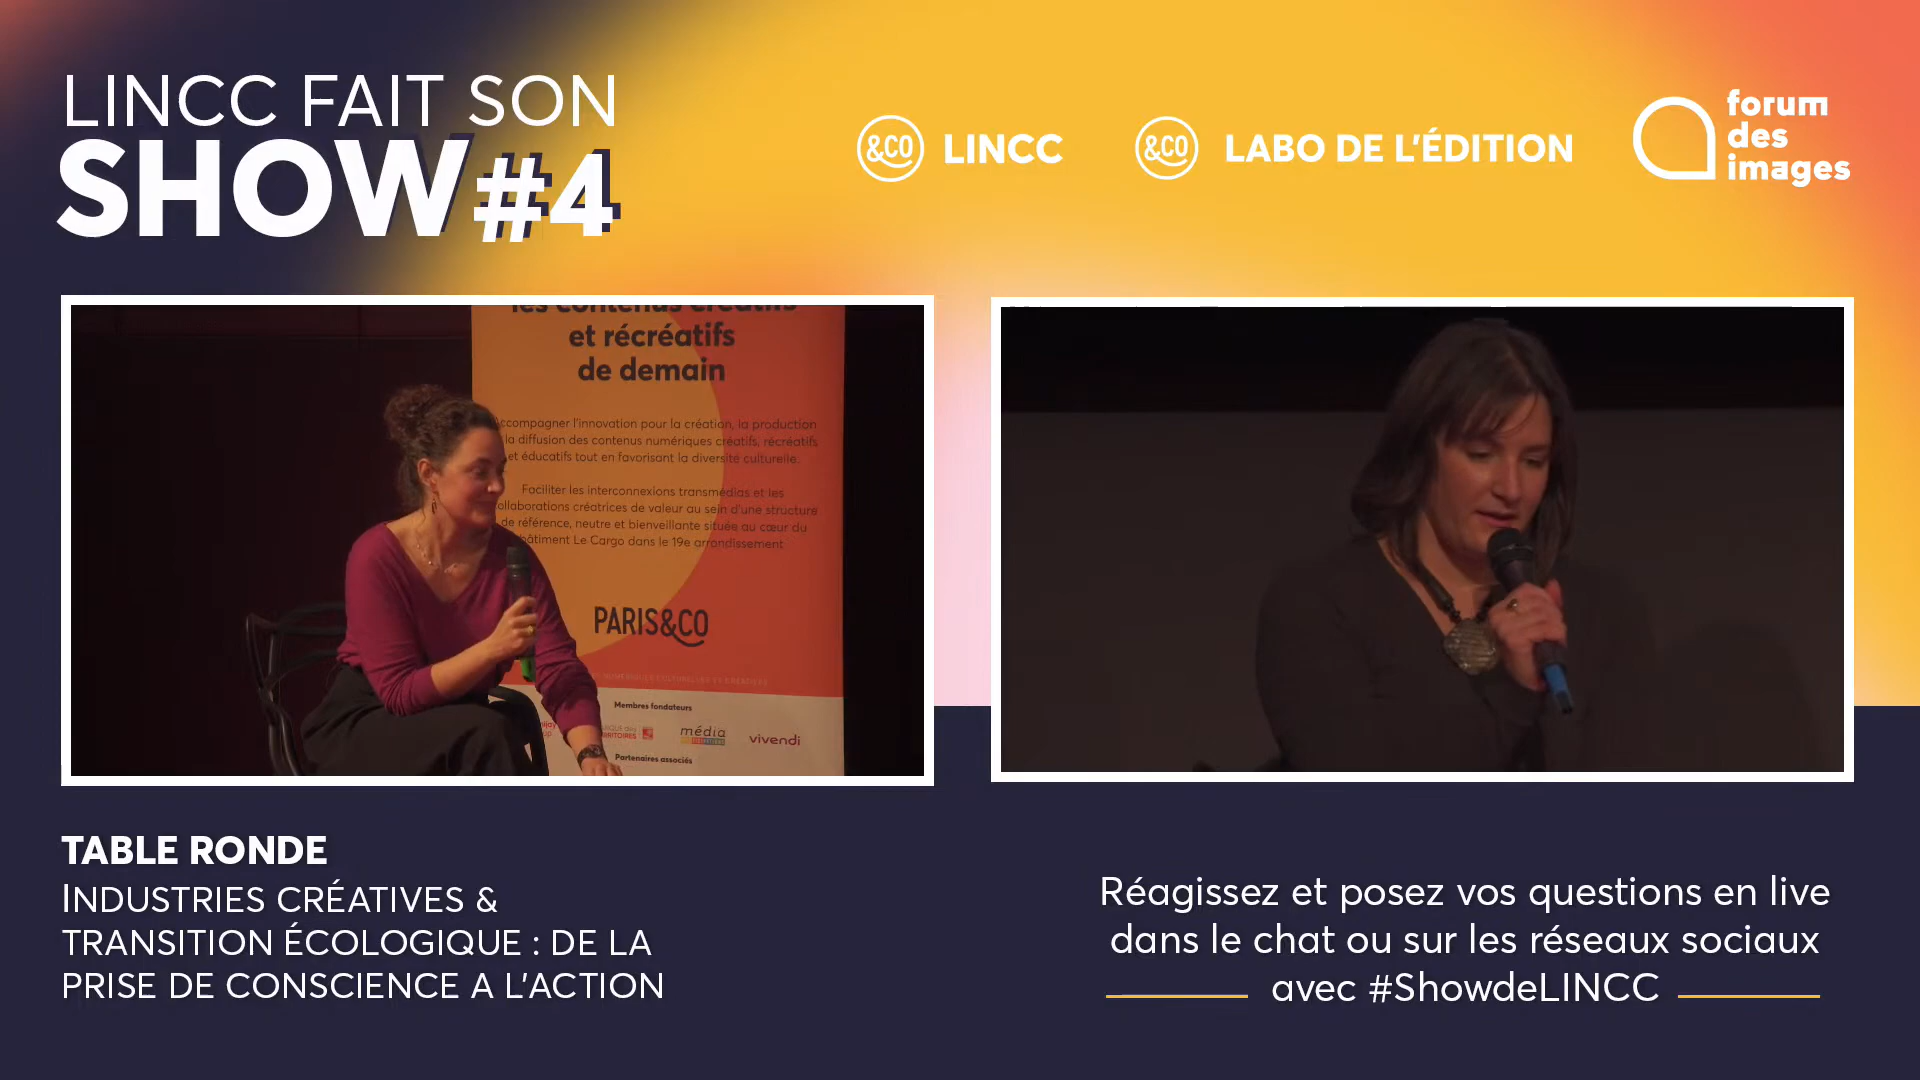 LINCC FAIT SON
SHOW #4
&CO LINCC
&CO LABO DE L'ÉDITION
forum
des
images
les contenus créatifs
et récréatifs
de demain
Accompagner l'innovation pour la création, la production
la diffusion des contenus numériques créatifs, récréatifs
et éducatifs tout en favorisant la diversité culturelle.
Faciliter les interconnexions transmédias et les
collaborations créatrices de valeur au sein d'une structure
de référence, neutre et bienveillante située au cœur du
bâtiment Le Cargo dans le 19e arrondissement
PARIS&CO
Membres fondateurs
média
vivendi
Partenaires associés
TABLE RONDE
INDUSTRIES CRÉATIVES &
TRANSITION ÉCOLOGIQUE : DE LA
PRISE DE CONSCIENCE A L'ACTION
Réagissez et posez vos questions en live
dans le chat ou sur les réseaux sociaux
avec #ShowdeLINCC